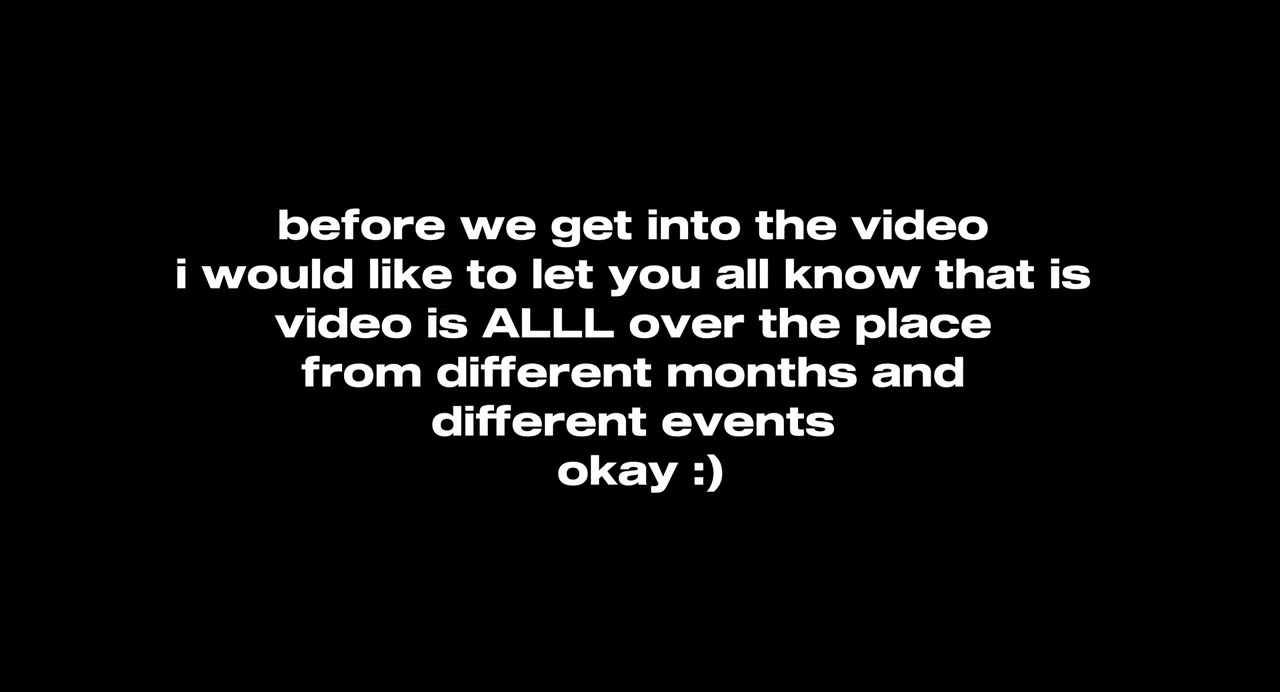 before we get into the video
i would like to let you all know that is
video is ALLL over the place
from different months and
different events
okay :)